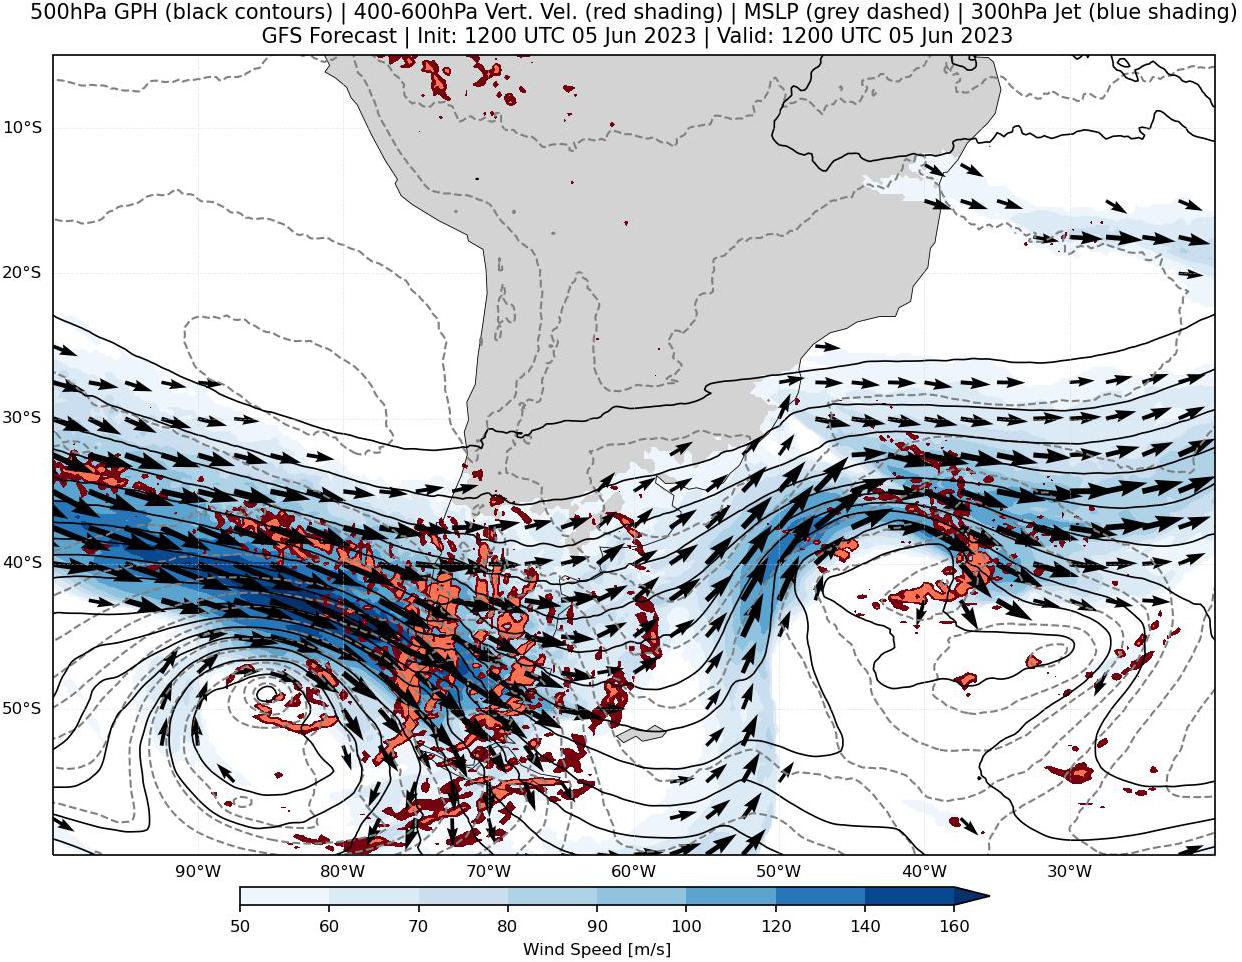 500hPa GPH (black contours) | 400-600hPa Vert. Vel. (red shading) | MSLP (grey dashed) | 300hPa Jet (blue shading)
GFS Forecast | Init: 1200 UTC 05 Jun 2023 | Valid: 1200 UTC 05 Jun 2023
10°S
20°S
30°S
40°S
50°S
90°W 80°W 70°W 60°W 50°W 40°W 30°W
50 60 70 80 90 100 120 140 160
Wind Speed [m/s]